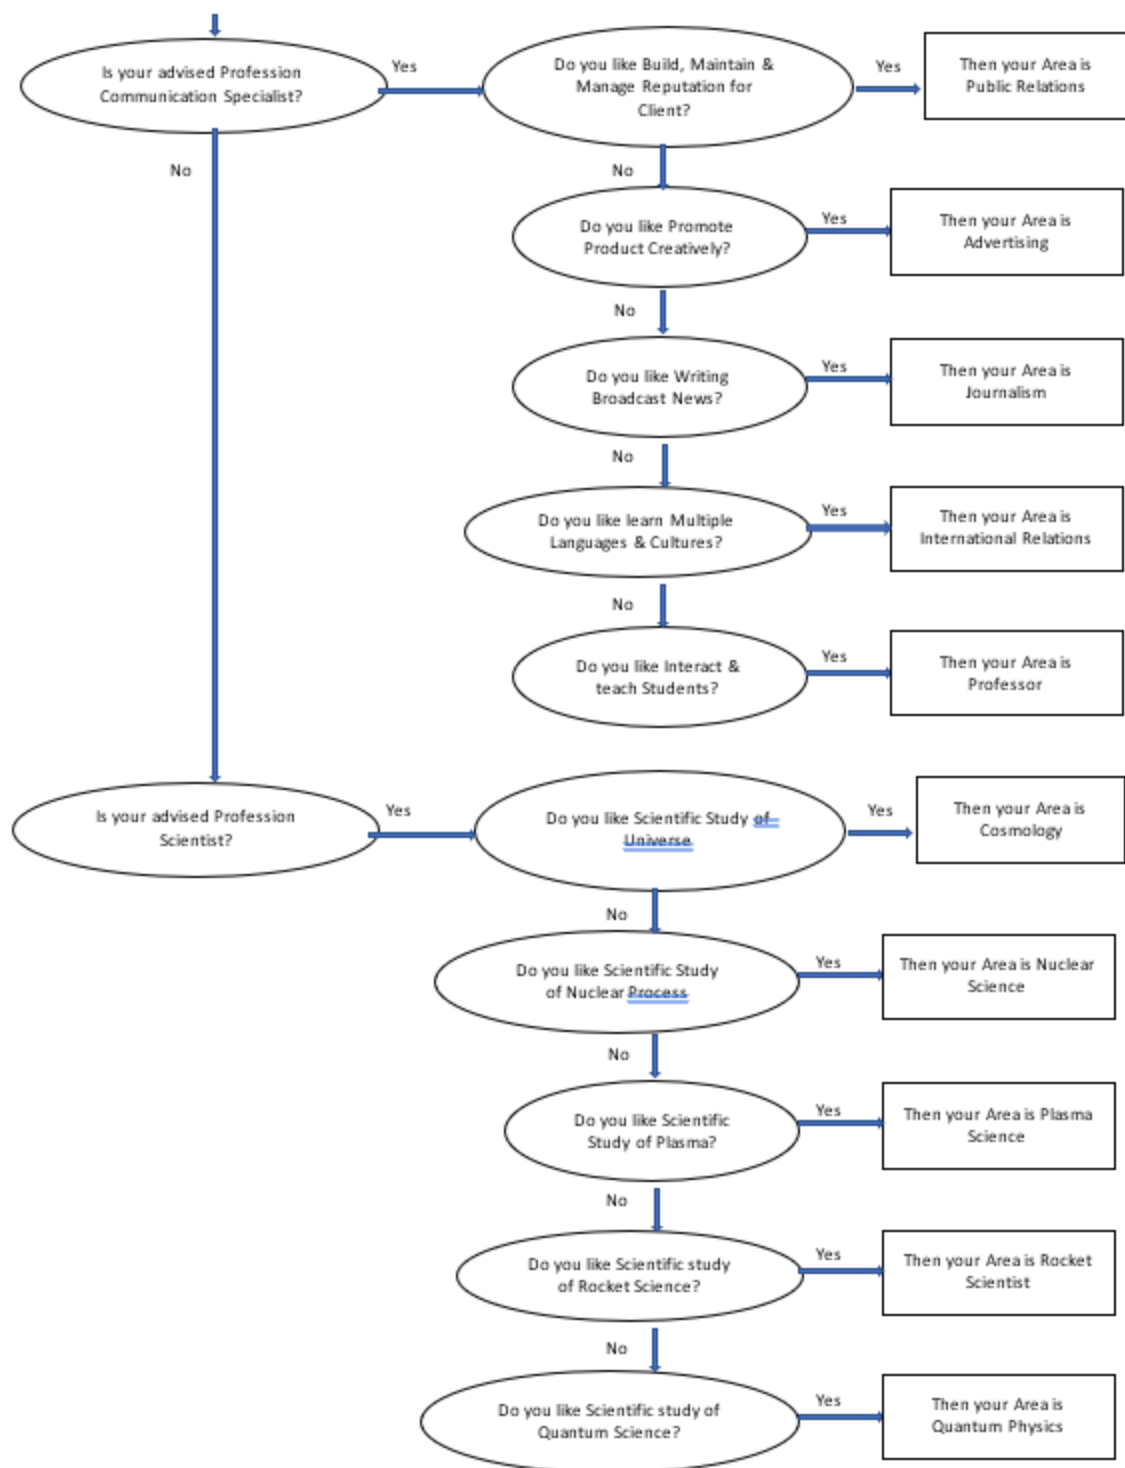 Is your advised Profession
Communication Specialist?
Yes
Do you like Build, Maintain &
Manage Reputation for
Client?
Yes
Then your Area is
Public Relations
No
No
Do you like Promote
Product Creatively?
Yes
Then your Area is
Advertising
No
Do you like Writing
Broadcast News?
Yes
Then your Area is
Journalism
No
Do you like learn Multiple
Languages & Cultures?
Yes
Then your Area is
International Relations
No
Do you like Interact &
teach Students?
Yes
Then your Area is
Professor
Is your advised Profession
Scientist?
Yes
Do you like Scientific Study of
Universe
Yes
Then your Area is
Cosmology
No
Do you like Scientific Study
of Nuclear Process
Yes
Then your Area is Nuclear
Science
No
Do you like Scientific
Study of Plasma?
Yes
Then your Area is Plasma
Science
No
Do you like Scientific study
of Rocket Science?
Yes
Then your Area is Rocket
Scientist
No
Do you like Scientific study of
Quantum Science?
Yes
Then your Area is
Quantum Physics